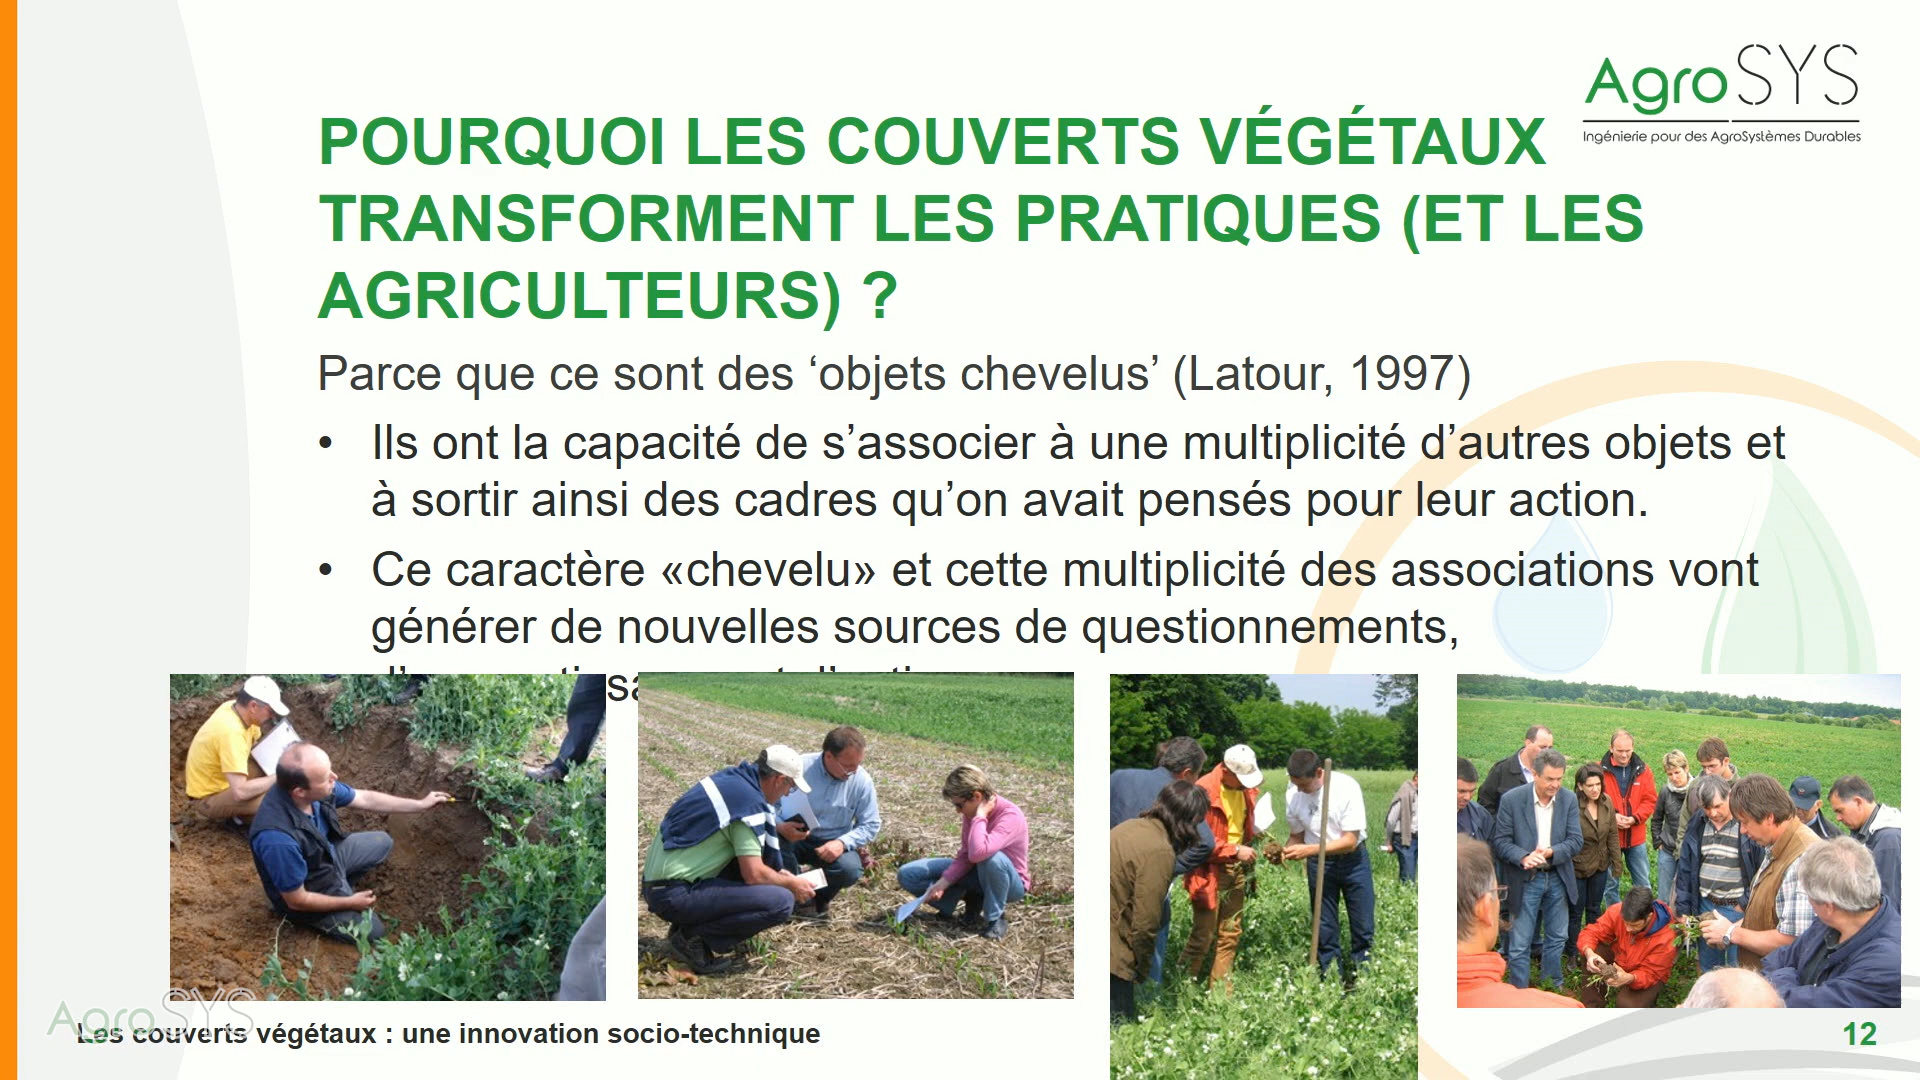 AgroSYS
Ingénierie pour des AgroSystèmes Durables
POURQUOI LES COUVERTS VÉGÉTAUX
TRANSFORMENT LES PRATIQUES (ET LES
AGRICULTEURS) ?
Parce que ce sont des ‘objets chevelus’ (Latour, 1997)
• Ils ont la capacité de s’associer à une multiplicité d’autres objets et
à sortir ainsi des cadres qu’on avait pensés pour leur action.
• Ce caractère «chevelu» et cette multiplicité des associations vont
générer de nouvelles sources de questionnements,
AgroSYS
Les couverts végétaux : une innovation socio-technique
12